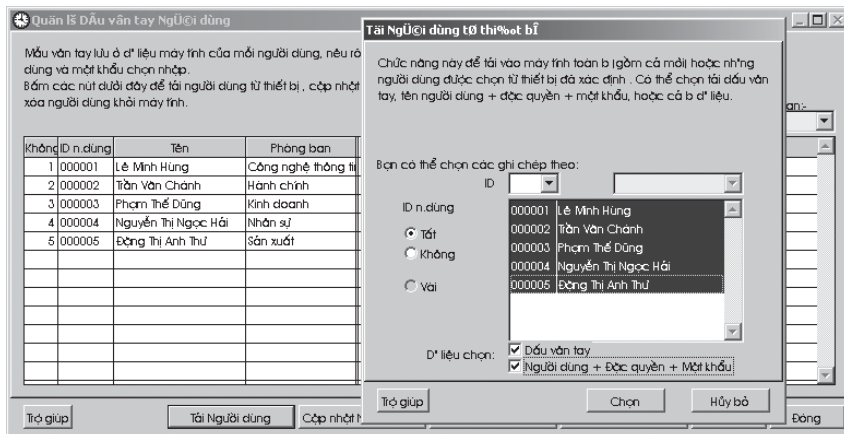 Quän lš DÃu vân tay NgÜ©i dùng
Mẫu vân tay lưu ở d" liệu máy tính của mỗi người dùng, nêu rõ
dùng và mật khẩu chọn nhập.
Bấm các nút dưới đây để tải người dùng từ thiết bị , cập nhật
xóa người dùng khỏi máy tính.
an:-
Không ID n.dùng Tên Phòng ban
1 000001 Lê Minh Hùng Công nghệ thông ti
2 000002 Trần Văn Chánh Hành chính
3 000003 Phạm Thế Dũng Kinh doanh
4 000004 Nguyễn Thị Ngọc Hải Nhân sự
5 000005 Đặng Thị Anh Thư Sản xuất
Trợ giúp Tải Người dùng Cập nhật N Đóng
Täi NgÜ©i dùng tØ thi‰t bÎ
Chức năng này để tải vào máy tính toàn b (gồm cả mỗi) hoặc nh"ng
người dùng được chọn từ thiết bị đã xác định . Có thể chọn tải dấu vân
tay, tên người dùng + đặc quyền + mật khẩu, hoặc cả b d" liệu.
Bạn có thể chọn các ghi chép theo:
ID
ID n.dùng
Tất
Không
Vài
000001 Lê Minh Hùng
000002 Trần Văn Chánh
000003 Phạm Thế Dũng
000004 Nguyễn Thị Ngọc Hải
000005 Đặng Thị Anh Thư
D" liệu chọn:
Dấu vân tay
Người dùng + Đặc quyền + Mật khẩu
Trợ giúp Chọn Hủy bỏ